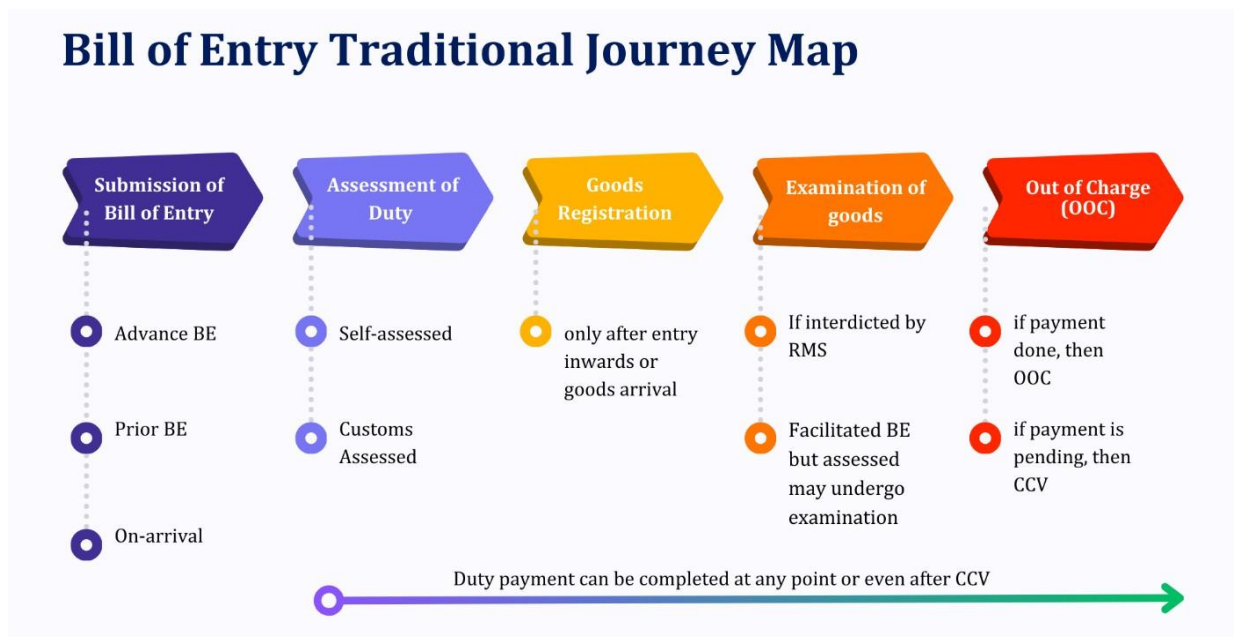 Bill of Entry Traditional Journey Map
Submission of
Bill of Entry
Assessment of
Duty
Goods
Registration
Examination of
goods
Out of Charge
(OOC)
Advance BE
Prior BE
On-arrival
Self-assessed
Customs
Assessed
only after entry
inwards or
goods arrival
If interdicted by
RMS
Facilitated BE
but assessed
may undergo
examination
if payment
done, then
OOC
if payment is
pending, then
CCV
Duty payment can be completed at any point or even after CCV